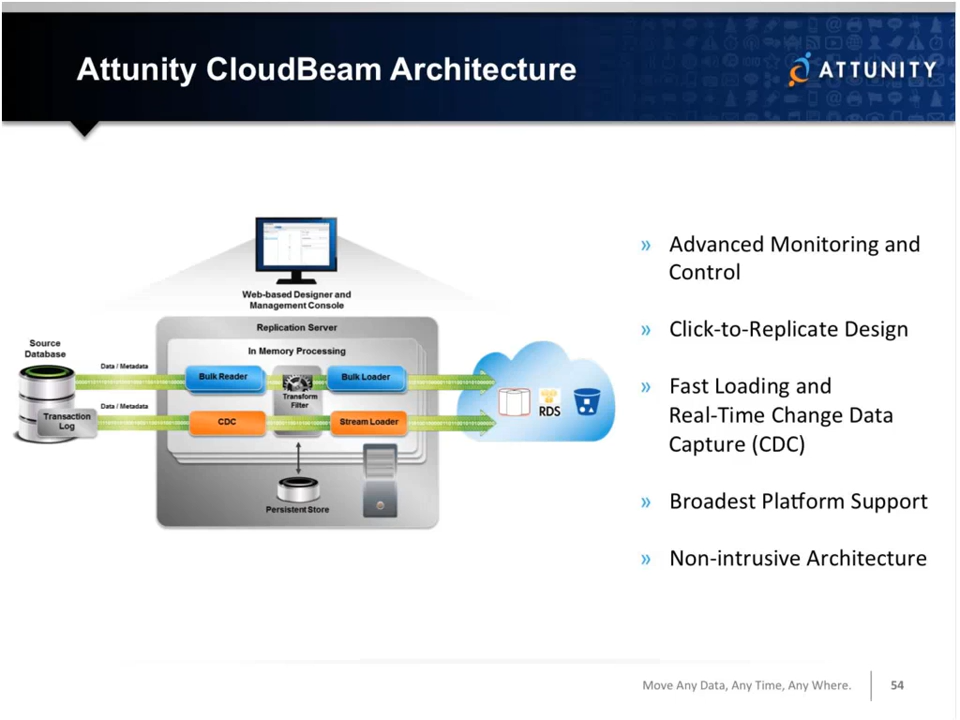 Attunity CloudBeam Architecture
ATTUNITY
Web-based Designer and
Management Console
Replication Server
In Memory Processing
Source
Database
Data / Metadata
Bulk Reader
Transform
Filter
Bulk Loader
Data / Metadata
Transaction
Log
CDC
Stream Loader
RDS
Persistent Store
» Advanced Monitoring and
Control
» Click-to-Replicate Design
» Fast Loading and
Real-Time Change Data
Capture (CDC)
» Broadest Platform Support
» Non-intrusive Architecture
Move Any Data, Any Time, Any Where.
54